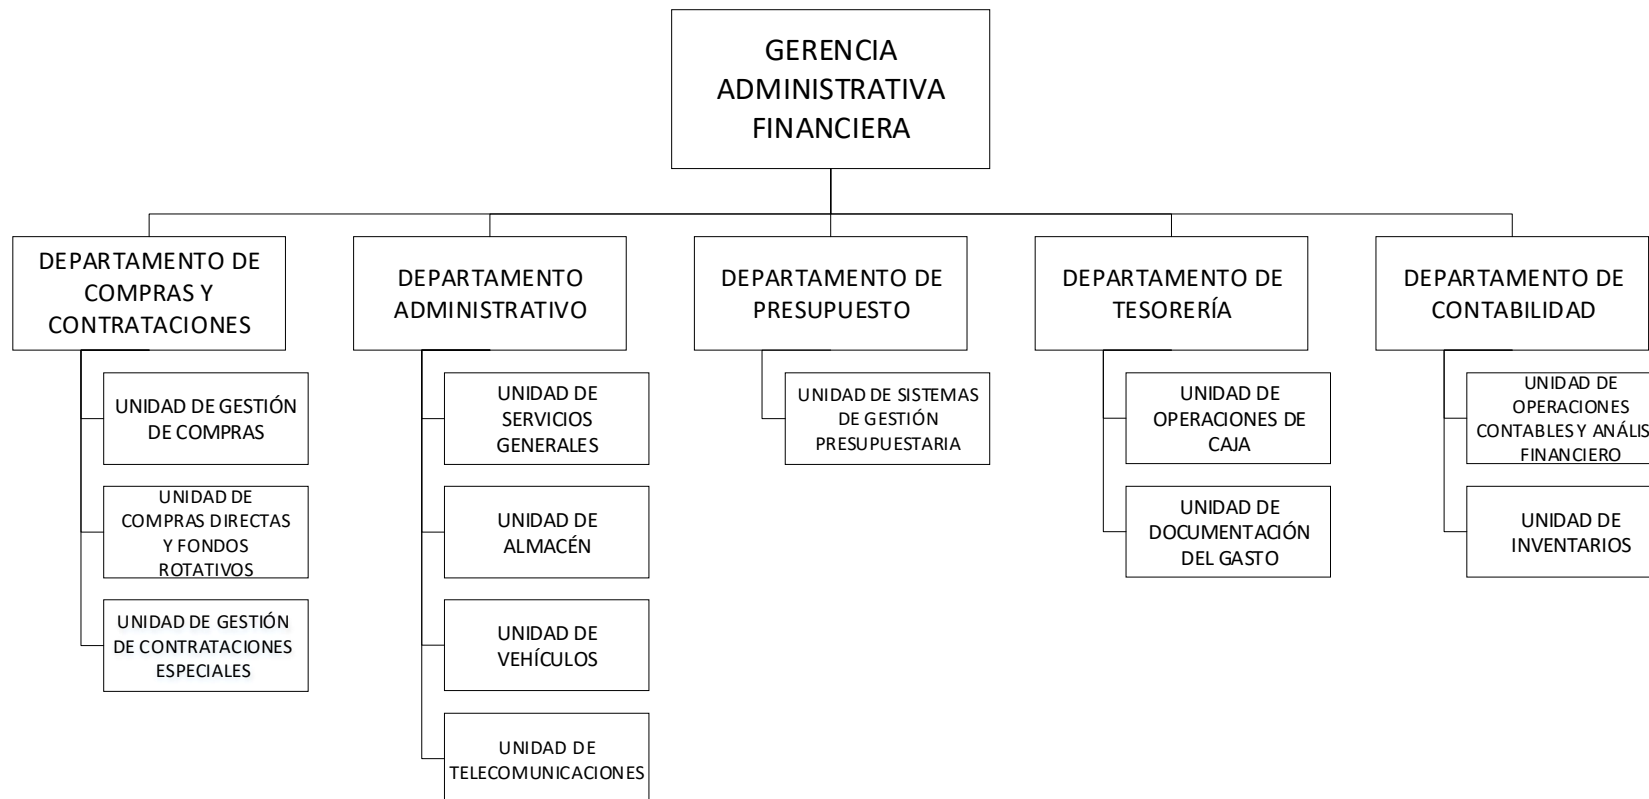 GERENCIA
ADMINISTRATIVA
FINANCIERA
DEPARTAMENTO DE
COMPRAS Y
CONTRATACIONES
DEPARTAMENTO
ADMINISTRATIVO
DEPARTAMENTO DE
PRESUPUESTO
DEPARTAMENTO DE
TESORERÍA
DEPARTAMENTO DE
CONTABILIDAD
UNIDAD DE GESTIÓN
DE COMPRAS
UNIDAD DE
SERVICIOS
GENERALES
UNIDAD DE SISTEMAS
DE GESTIÓN
PRESUPUESTARIA
UNIDAD DE
OPERACIONES DE
CAJA
UNIDAD DE
OPERACIONES
CONTABLES Y ANÁLIS
FINANCIERO
UNIDAD DE
COMPRAS DIRECTAS
Y FONDOS
ROTATIVOS
UNIDAD DE
ALMACÉN
UNIDAD DE
DOCUMENTACIÓN
DEL GASTO
UNIDAD DE
INVENTARIOS
UNIDAD DE GESTIÓN
DE CONTRATACIONES
ESPECIALES
UNIDAD DE
VEHÍCULOS
UNIDAD DE
TELECOMUNICACIONES